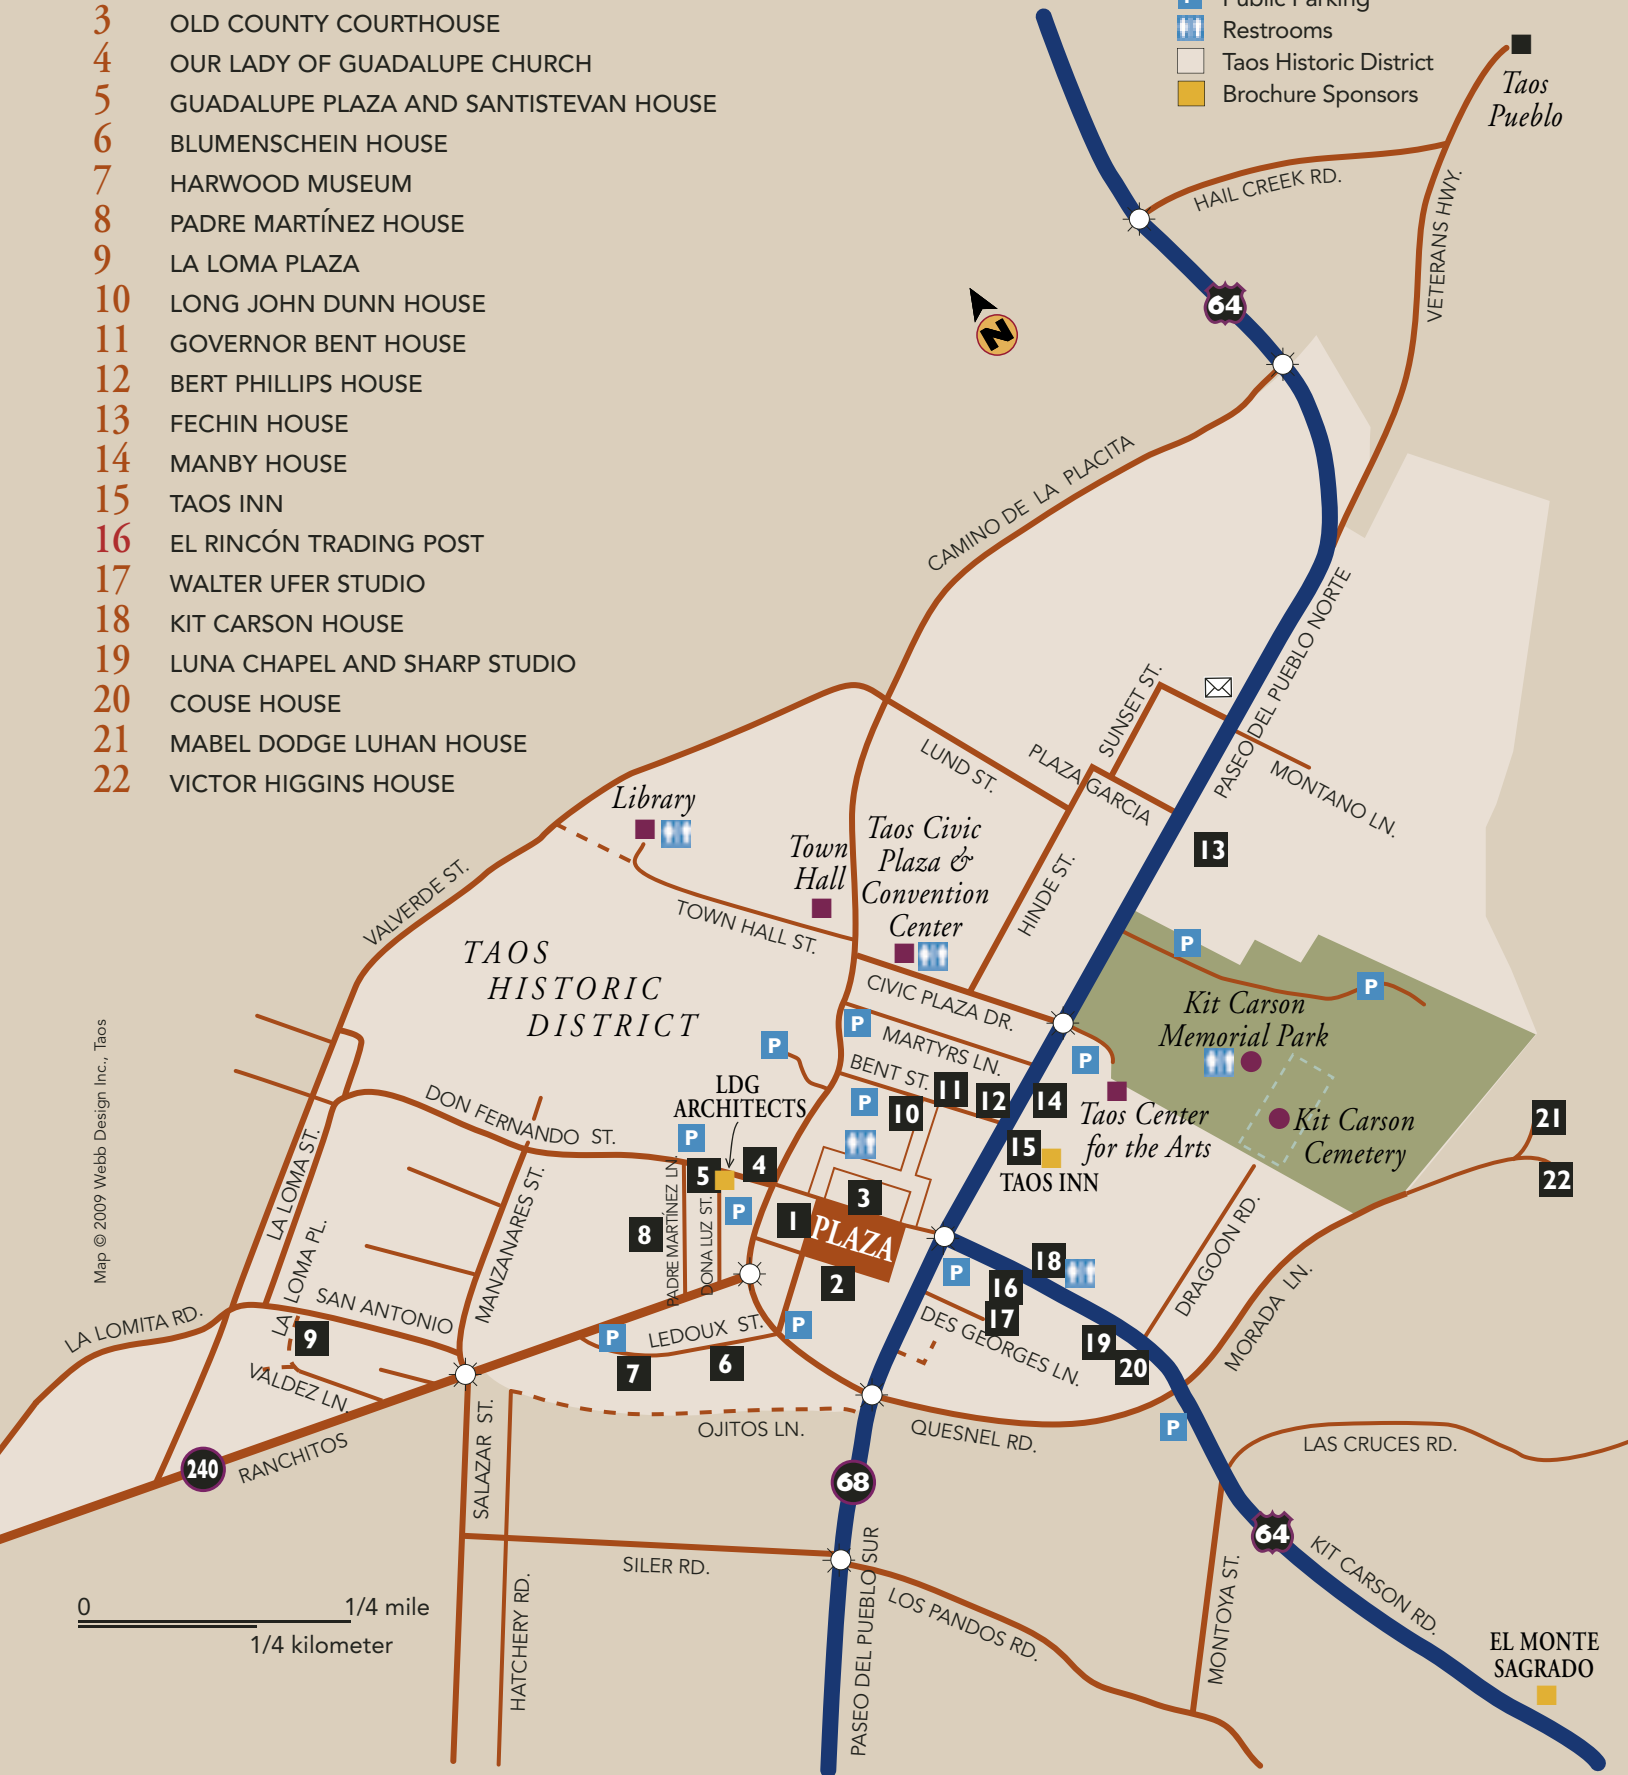 3 OLD COUNTY COURTHOUSE
4 OUR LADY OF GUADALUPE CHURCH
5 GUADALUPE PLAZA AND SANTISTEVAN HOUSE
6 BLUMENSCHEIN HOUSE
7 HARWOOD MUSEUM
8 PADRE MARTÍNEZ HOUSE
9 LA LOMA PLAZA
10 LONG JOHN DUNN HOUSE
11 GOVERNOR BENT HOUSE
12 BERT PHILLIPS HOUSE
13 FECHIN HOUSE
14 MANBY HOUSE
15 TAOS INN
16 EL RINCÓN TRADING POST
17 WALTER UFER STUDIO
18 KIT CARSON HOUSE
19 LUNA CHAPEL AND SHARP STUDIO
20 COUSE HOUSE
21 MABEL DODGE LUHAN HOUSE
22 VICTOR HIGGINS HOUSE
P Public Parking
Restrooms
Taos Historic District
Brochure Sponsors
Taos
Pueblo
HAIL CREEK RD.
VETERANS HWY.
64
N
CAMINO DE LA PLACITA
PASEO DEL PUEBLO NORTE
SUNSET ST.
LUND ST.
PLAZA GARCIA
MONTANO LN.
13
HINDE ST.
Library
Town
Hall
Taos Civic
Plaza &
Convention
Center
VALVERDE ST.
TOWN HALL ST.
TAOS
HISTORIC
DISTRICT
CIVIC PLAZA DR.
MARTYRS LN.
BENT ST.
P
P
P
P
P
P
Kit Carson
Memorial Park
Kit Carson
Cemetery
Taos Center
for the Arts
10
11
12
14
15
TAOS INN
21
22
LDG
ARCHITECTS
DON FERNANDO ST.
P
5
4
P
3
1
PLAZA
2
8
PADRE MARTÍNEZ LN.
DONA LUZ ST.
LA LOMA ST.
LA LOMA PL.
MANZANARES ST.
SAN ANTONIO
LA LOMITA RD.
9
VALDEZ LN.
P
LEDOUX ST.
P
7
6
P
18
16
17
DES GEORGES LN.
19
20
DRAGOON RD.
MORADA LN.
P
OJITOS LN.
QUESNEL RD.
LAS CRUCES RD.
240
RANCHITOS
SALAZAR ST.
68
64
KIT CARSON RD.
SILER RD.
HATCHERY RD.
PASEO DEL PUEBLO SUR
LOS PANDOS RD.
MONTOYA ST.
EL MONTE
SAGRADO
0 1/4 mile
1/4 kilometer
Map © 2009 Webb Design Inc., Taos